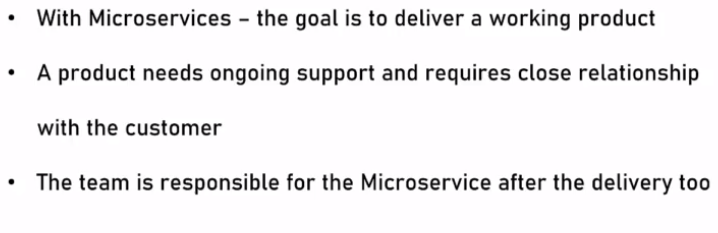 • With Microservices – the goal is to deliver a working product
• A product needs ongoing support and requires close relationship
with the customer
• The team is responsible for the Microservice after the delivery too